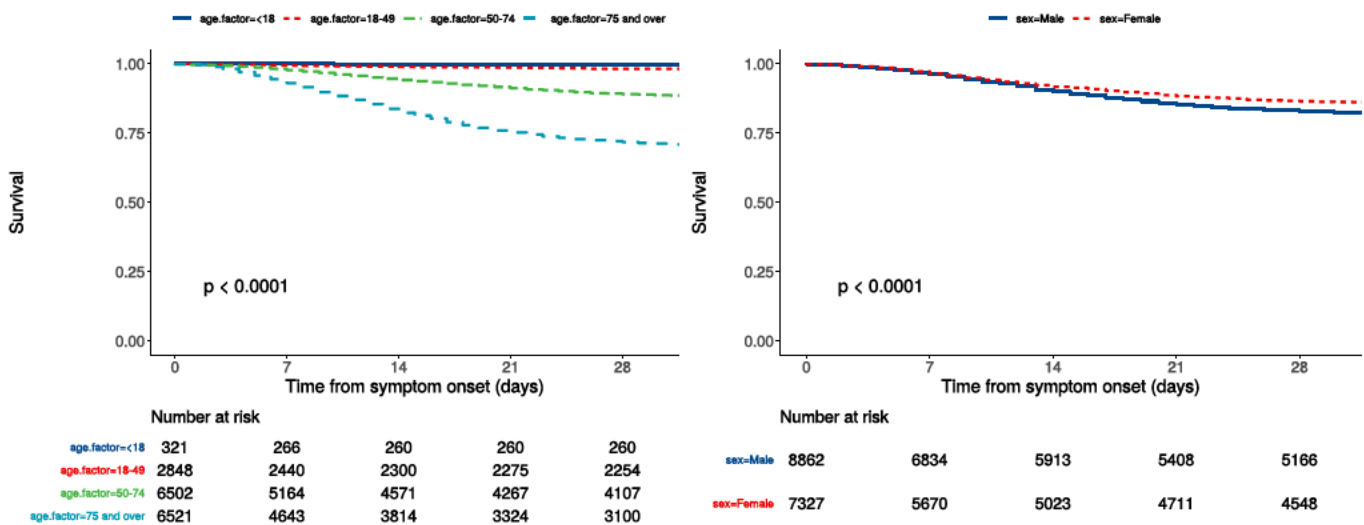 age.factor=<18 age.factor=18-49 age.factor=50-74 age.factor=75 and over
Survival
1.00
0.75
0.50
0.25
0.00
p < 0.0001
0 7 14 21 28
Time from symptom onset (days)
Number at risk
age.factor=<18 321 266 260 260 260
age.factor=18-49 2848 2440 2300 2275 2254
age.factor=50-74 6502 5164 4571 4267 4107
age.factor=75 and over 6521 4643 3814 3324 3100
sex=Male sex=Female
Survival
1.00
0.75
0.50
0.25
0.00
p < 0.0001
0 7 14 21 28
Time from symptom onset (days)
Number at risk
sex=Male 8862 6834 5913 5408 5166
sex=Female 7327 5670 5023 4711 4548